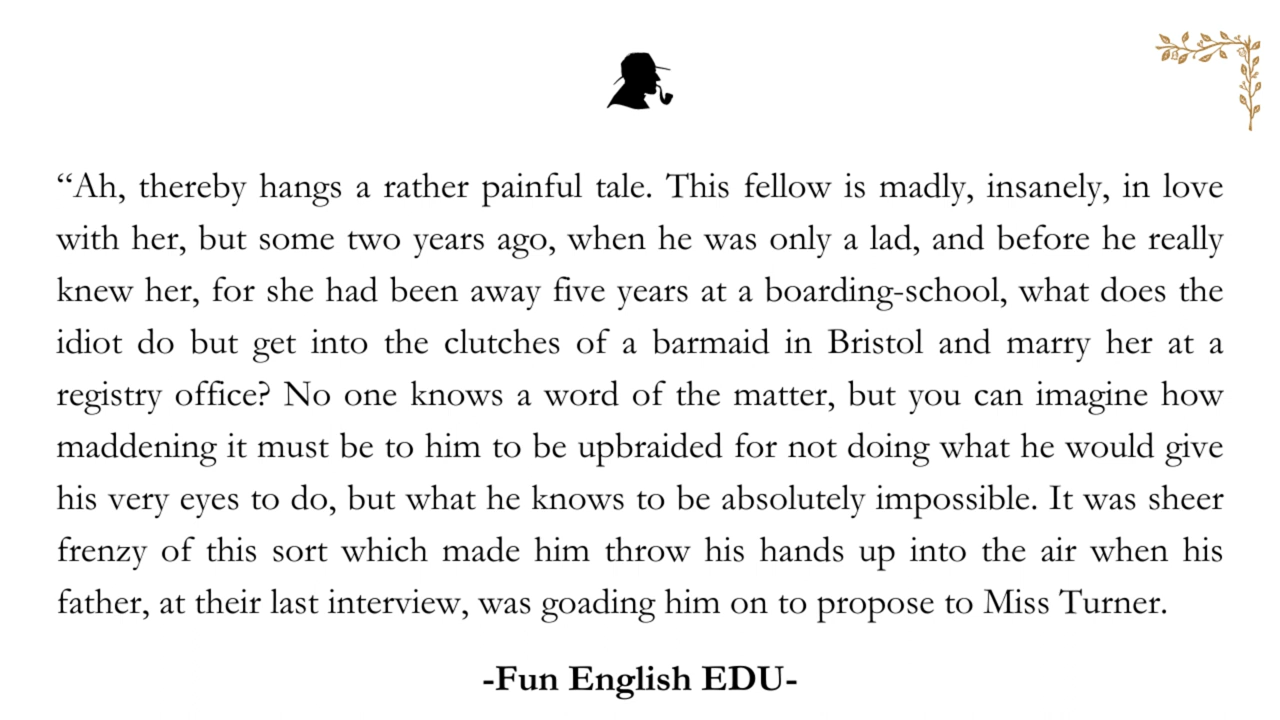 “Ah, thereby hangs a rather painful tale. This fellow is madly, insanely, in love
with her, but some two years ago, when he was only a lad, and before he really
knew her, for she had been away five years at a boarding-school, what does the
idiot do but get into the clutches of a barmaid in Bristol and marry her at a
registry office? No one knows a word of the matter, but you can imagine how
maddening it must be to him to be upbraided for not doing what he would give
his very eyes to do, but what he knows to be absolutely impossible. It was sheer
frenzy of this sort which made him throw his hands up into the air when his
father, at their last interview, was goading him on to propose to Miss Turner.
-Fun English EDU-